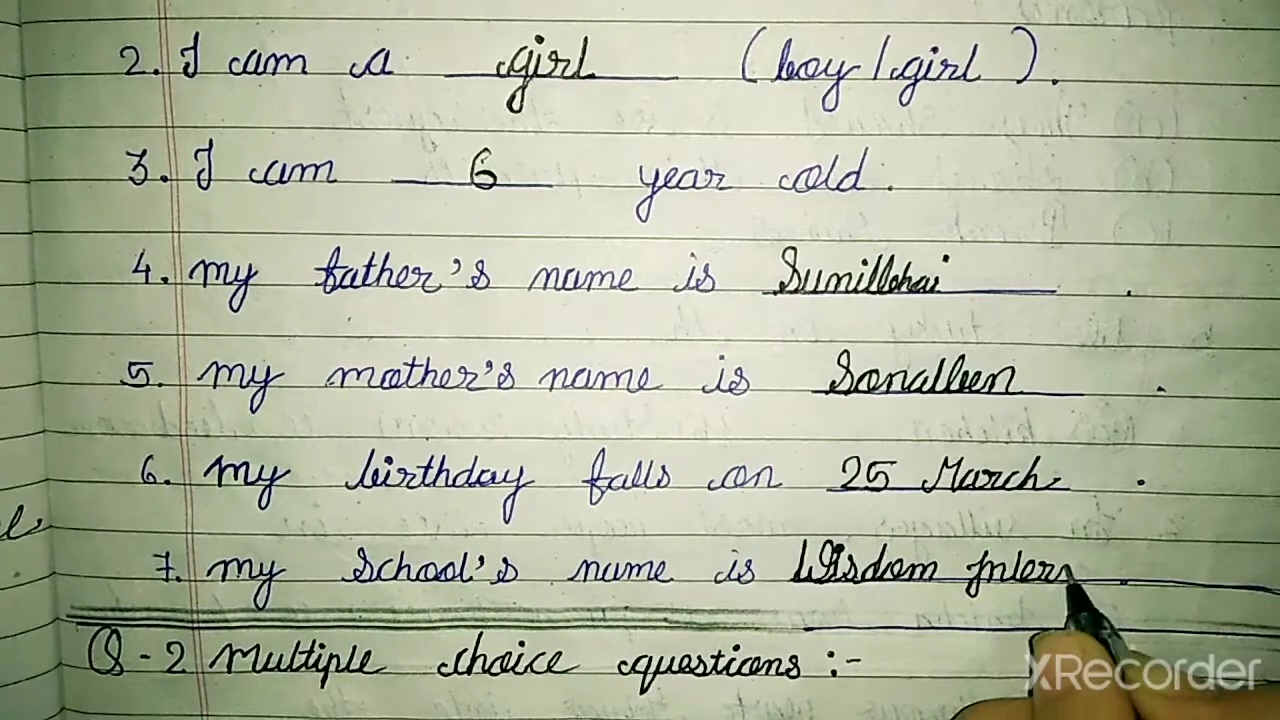 2. I am a girl (boy/girl).
3. I am 6 year old.
4. my father's name is Sunilbhai.
5. my mother's name is Sonalben.
6. my birthday falls on 25 March.
7. my school's name is Wisdom Intern
Q-2 Multiple choice questions :-
XRecorder